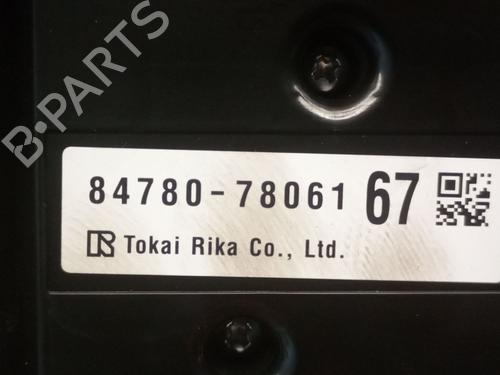 B-PARTS
84780-78061 67
Tokai Rika Co., Ltd.